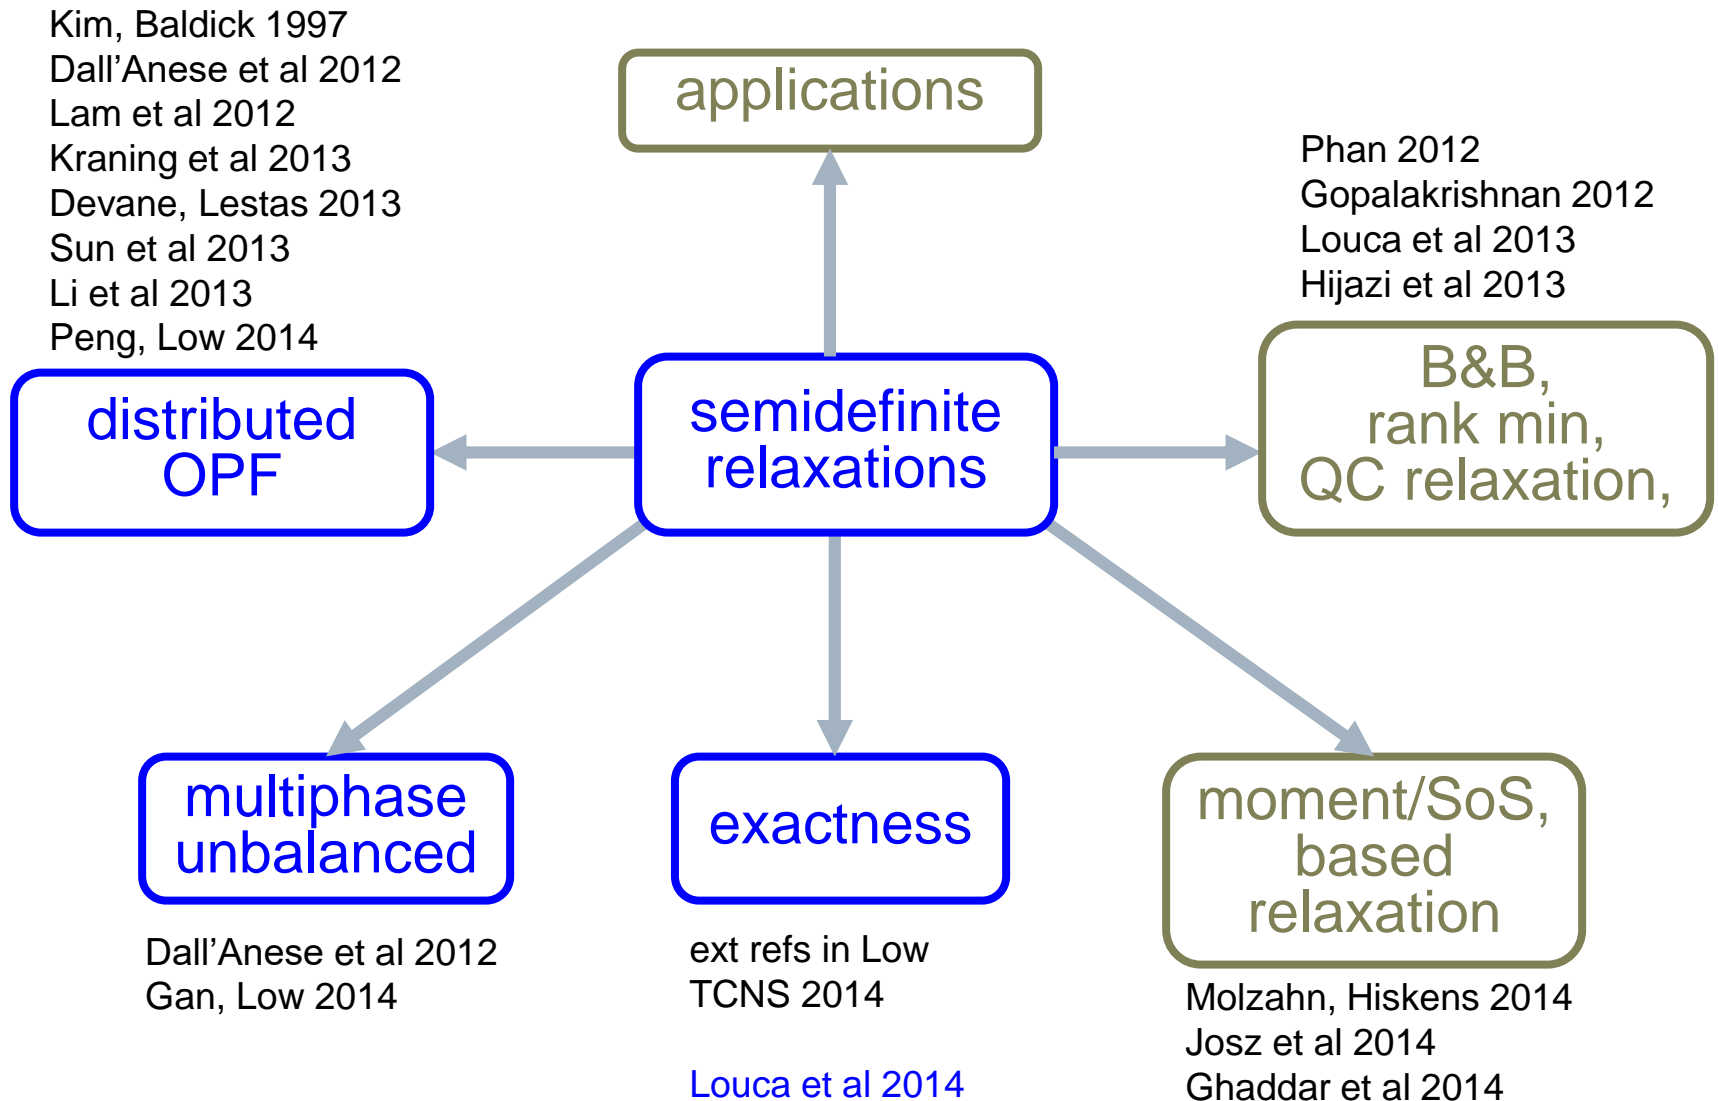 Kim, Baldick 1997
Dall’Anese et al 2012
Lam et al 2012
Kraning et al 2013
Devane, Lestas 2013
Sun et al 2013
Li et al 2013
Peng, Low 2014
applications
Phan 2012
Gopalakrishnan 2012
Louca et al 2013
Hijazi et al 2013
distributed
OPF
semidefinite
relaxations
B&B,
rank min,
QC relaxation,
multiphase
unbalanced
exactness
moment/SoS,
based
relaxation
Dall’Anese et al 2012
Gan, Low 2014
ext refs in Low
TCNS 2014
Louca et al 2014
Molzahn, Hiskens 2014
Josz et al 2014
Ghaddar et al 2014